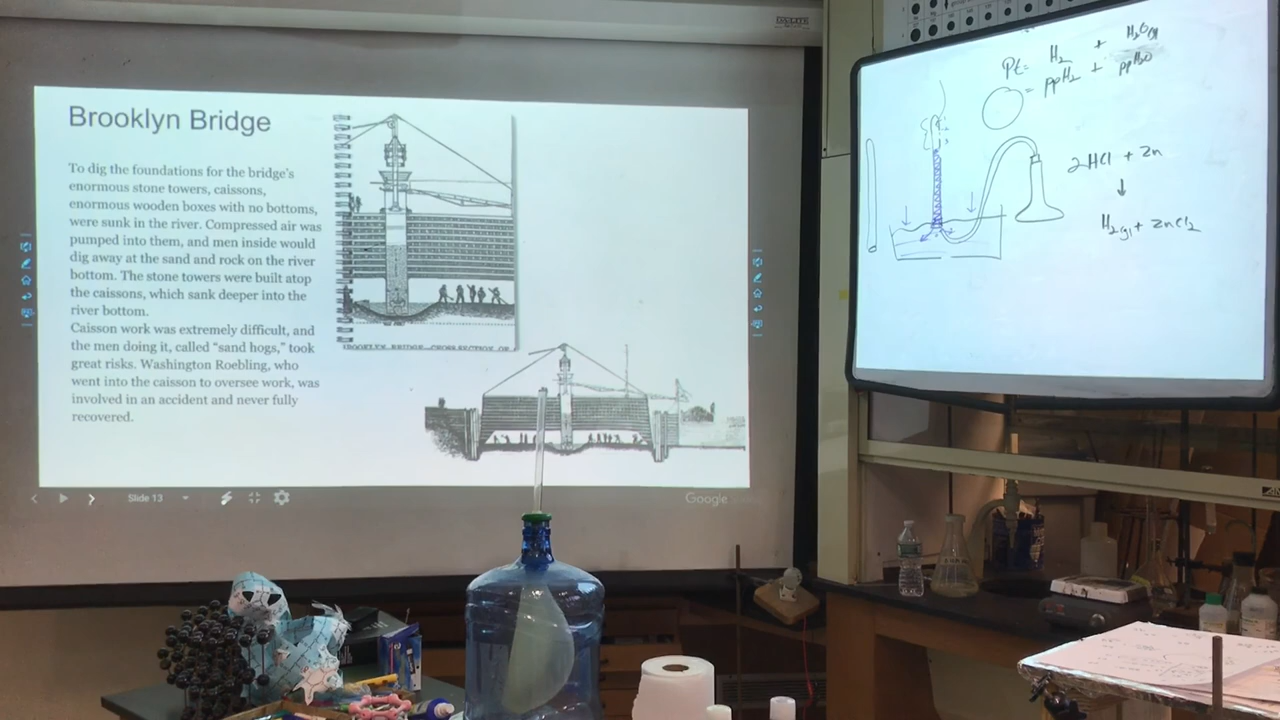 Brooklyn Bridge
To dig the foundations for the bridge's
enormous stone towers, caissons,
enormous wooden boxes with no bottoms,
were sunk in the river. Compressed air was
pumped into them, and men inside would
dig away at the sand and rock on the river
bottom. The stone towers were built atop
the caissons, which sank deeper into the
river bottom.
Caisson work was extremely difficult, and
the men doing it, called “sand hogs,” took
great risks. Washington Roebling, who
went into the caisson to oversee work, was
involved in an accident and never fully
recovered.
Slide 13
Google
Pt = H2 + H2O(g)
= ppH2 + ppH2O
2HCl + Zn
↓
H2(g) + ZnCl2